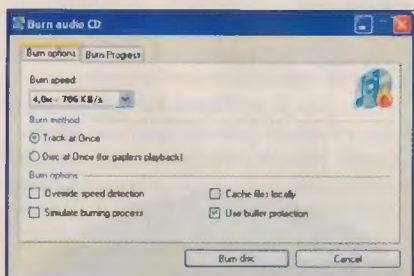 Burn audio CD
Burn options Burn Progress
Burn speed:
4,0x - 706 KB/s
Burn method
Track at Once
Disc at Once (for gapless playback)
Burn options
Override speed detection
Cache files locally
Simulate burning process
Use buffer protection
Burn disc
Cancel